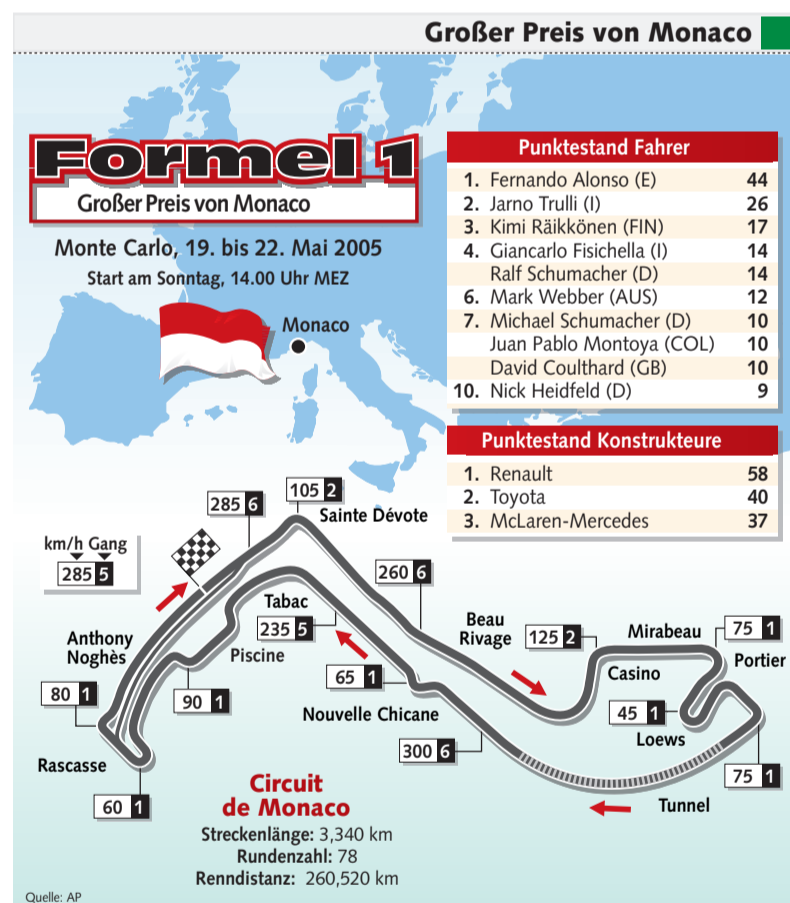 Großer Preis von Monaco
Formel 1
Großer Preis von Monaco
Monte Carlo, 19. bis 22. Mai 2005
Start am Sonntag, 14.00 Uhr MEZ
Monaco
Punktestand Fahrer
1. Fernando Alonso (E) 44
2. Jarno Trulli (I) 26
3. Kimi Räikkönen (FIN) 17
4. Giancarlo Fisichella (I) 14
Ralf Schumacher (D) 14
6. Mark Webber (AUS) 12
7. Michael Schumacher (D) 10
Juan Pablo Montoya (COL) 10
David Coulthard (GB) 10
10. Nick Heidfeld (D) 9
Punktestand Konstrukteure
1. Renault 58
2. Toyota 40
3. McLaren-Mercedes 37
km/h Gang
285 5
285 6
105 2
Sainte Dévote
260 6
Tabac
235 5
Beau
Rivage
125 2
Mirabeau
75 1
Anthony
Noghès
Piscine
Casino
Portier
80 1
90 1
65 1
Nouvelle Chicane
45 1
Loews
300 6
Rascasse
75 1
60 1
Tunnel
Circuit
de Monaco
Streckenlänge: 3,340 km
Rundenzahl: 78
Renndistanz: 260,520 km
Quelle: AP